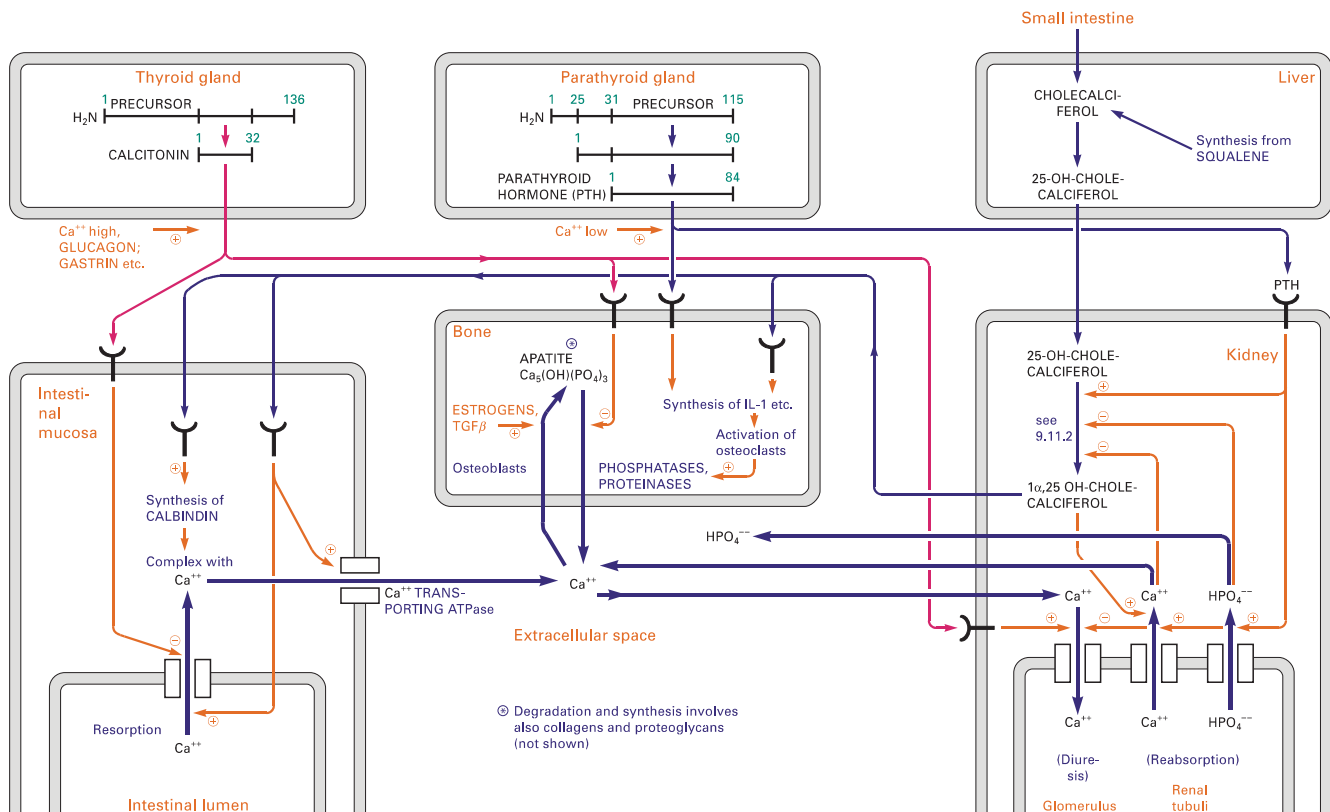 Small intestine
Thyroid gland
1 PRECURSOR 136
H₂N
1 32
CALCITONIN
Parathyroid gland
1 25 31 PRECURSOR 115
H₂N
1 90
PARATHYROID
HORMONE (PTH)
1 84
Liver
CHOLECALCI-
FEROL
Synthesis from
SQUALENE
25-OH-CHOLE-
CALCIFEROL
Ca⁺⁺ high,
GLUCAGON;
GASTRIN etc.
⊕
Ca⁺⁺ low
⊕
PTH
Bone
⊛
APATITE
Ca₅(OH)(PO₄)₃
ESTROGENS,
TGFβ
⊕
⊖
Osteoblasts
Synthesis of IL-1 etc.
⊕
Activation of
osteoclasts
PHOSPHATASES,
PROTEINASES
⊕
Kidney
25-OH-CHOLE-
CALCIFEROL
⊕
see
9.11.2
⊖
⊖
1α,25 OH-CHOLE-
CALCIFEROL
Intesti-
nal
mucosa
⊕
Synthesis of
CALBINDIN
Complex with
Ca⁺⁺
⊕
Ca⁺⁺ TRANS-
PORTING ATPase
HPO₄⁻⁻
Ca⁺⁺
Extracellular space
Ca⁺⁺
Ca⁺⁺
HPO₄⁻⁻
⊕
⊕
⊖
⊕
⊕
⊖
Resorption
⊕
Ca⁺⁺
Intestinal lumen
⊛ Degradation and synthesis involves
also collagens and proteoglycans
(not shown)
Ca⁺⁺
Ca⁺⁺
HPO₄⁻⁻
(Diure-
sis)
(Reabsorption)
Glomerulus
Renal
tubuli